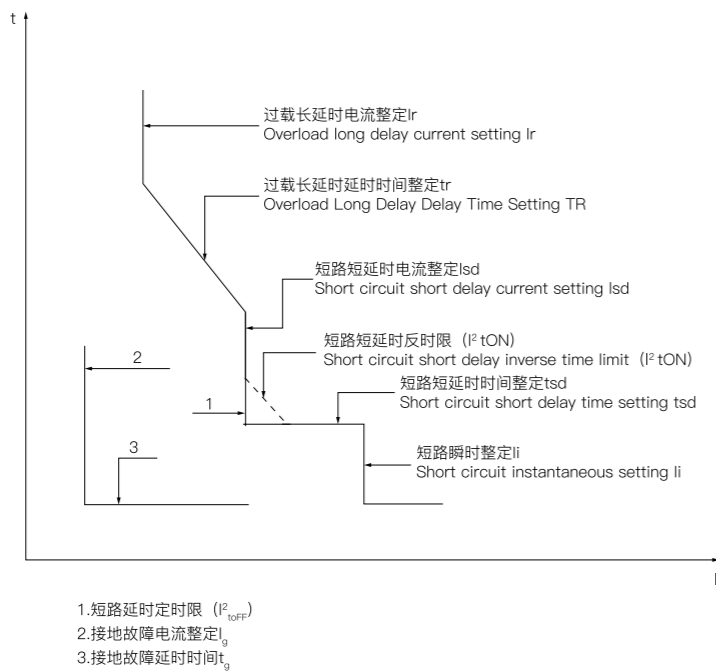 t
过载长延时电流整定Ir
Overload long delay current setting Ir
过载长延时延时时间整定tr
Overload Long Delay Delay Time Setting TR
短路短延时电流整定Isd
Short circuit short delay current setting Isd
短路短延时反时限（I² tON）
Short circuit short delay inverse time limit（I² tON）
2
短路短延时时间整定tsd
Short circuit short delay time setting tsd
1
3
短路瞬时整定Ii
Short circuit instantaneous setting Ii
I
1.短路延时定时限（I²toFF）
2.接地故障电流整定Ig
3.接地故障延时时间tg